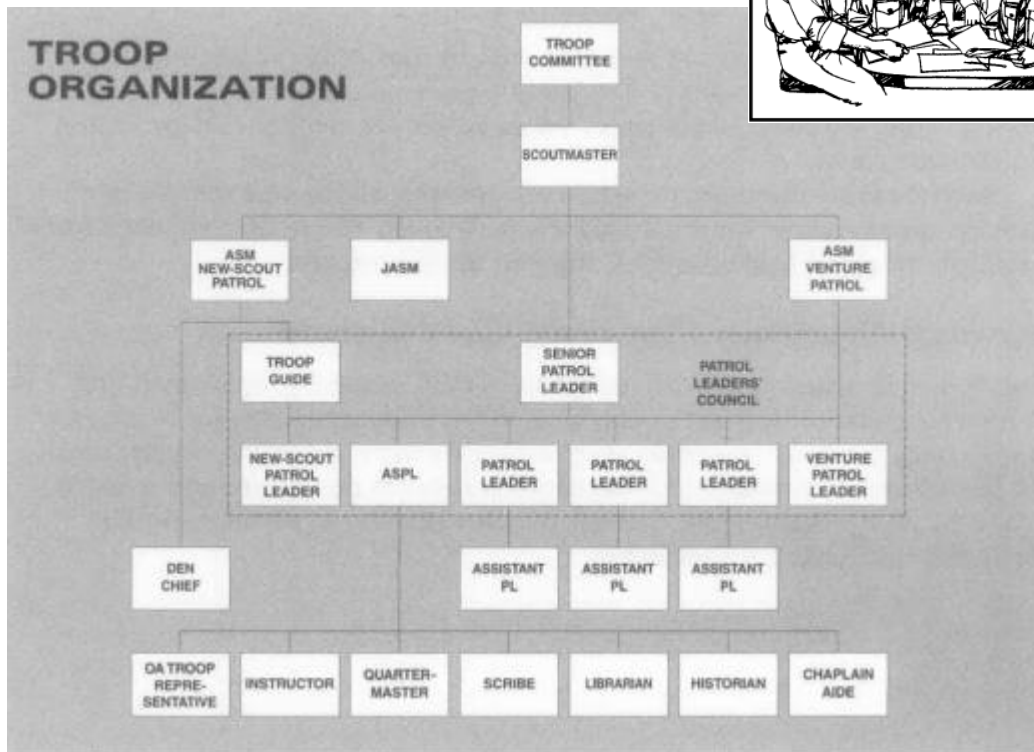 TROOP
ORGANIZATION
TROOP
COMMITTEE
SCOUTMASTER
ASM
NEW-SCOUT
PATROL
JASM
ASM
VENTURE
PATROL
TROOP
GUIDE
SENIOR
PATROL
LEADER
PATROL
LEADERS'
COUNCIL
NEW-SCOUT
PATROL
LEADER
ASPL
PATROL
LEADER
PATROL
LEADER
PATROL
LEADER
VENTURE
PATROL
LEADER
DEN
CHIEF
ASSISTANT
PL
ASSISTANT
PL
ASSISTANT
PL
OA TROOP
REPRE-
SENTATIVE
INSTRUCTOR
QUARTER-
MASTER
SCRIBE
LIBRARIAN
HISTORIAN
CHAPLAIN
AIDE